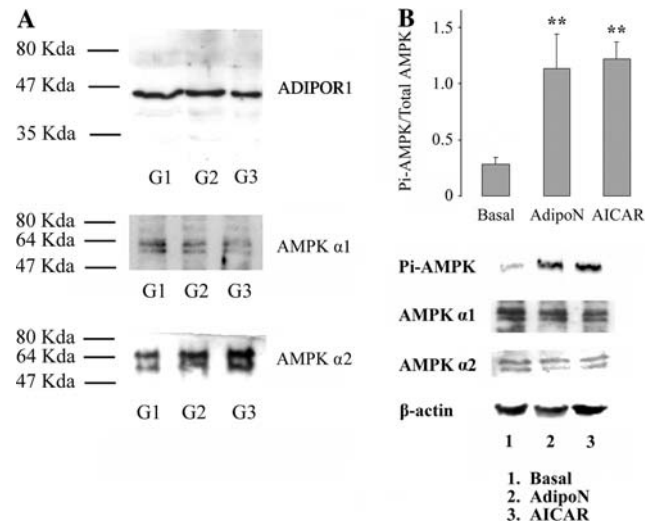 A
80 Kda
47 Kda
35 Kda
ADIPOR1
G1 G2 G3
80 Kda
64 Kda
47 Kda
AMPK α1
G1 G2 G3
80 Kda
64 Kda
47 Kda
AMPK α2
G1 G2 G3
B
Pi-AMPK/Total AMPK
1.5
1.0
0.5
0
**
**
Basal AdipoN AICAR
Pi-AMPK
AMPK α1
AMPK α2
β-actin
1 2 3
1. Basal
2. AdipoN
3. AICAR